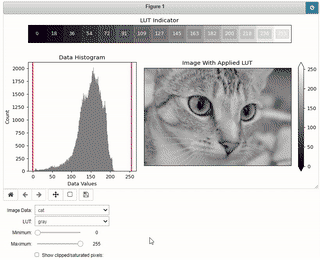 Figure 1
LUT Indicator
0 18 36 54 72 91 109 127 145 163 182 200 218
Data Histogram
Image With Applied LUT
2000
1750
1500
1250
1000
750
500
250
0
Count
0 50 100 150 200 250
Data Values
250
200
150
100
50
0
Image Data: cat
LUT: gray
Minimum: 0
Maximum: 255
Show clipped/saturated pixels